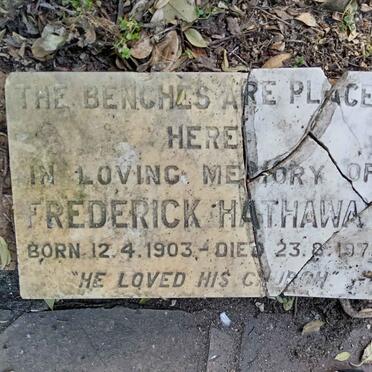 THE BENCHES ARE PLACE
HERE
IN LOVING MEMORY OF
FREDERICK HATHAWA
BORN 12.4.1903 - DIED 23.8.197
"HE LOVED HIS CHURCH"